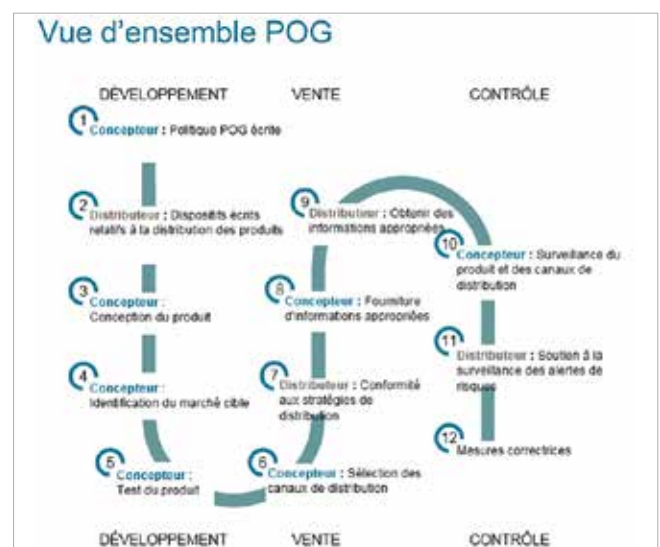 Vue d'ensemble POG
DÉVELOPPEMENT
VENTE
CONTRÔLE
1
Concepteur : Politique POG écrite
2
Distributeur : Dispositifs écrits
relatifs à la distribution des produits
3
Concepteur :
Conception du produit
4
Concepteur :
Identification du marché cible
5
Concepteur :
Test du produit
6
Concepteur : Sélection des
canaux de distribution
7
Distributeur : Conformité
aux stratégies de
distribution
8
Concepteur : Fourniture
d'informations appropriées
9
Distributeur : Obtenir des
informations appropriées
10
Concepteur : Surveillance du
produit et des canaux de
distribution
11
Distributeur : Soutien à la
surveillance des alertes de
risques
12
Mesures correctrices
DÉVELOPPEMENT
VENTE
CONTRÔLE